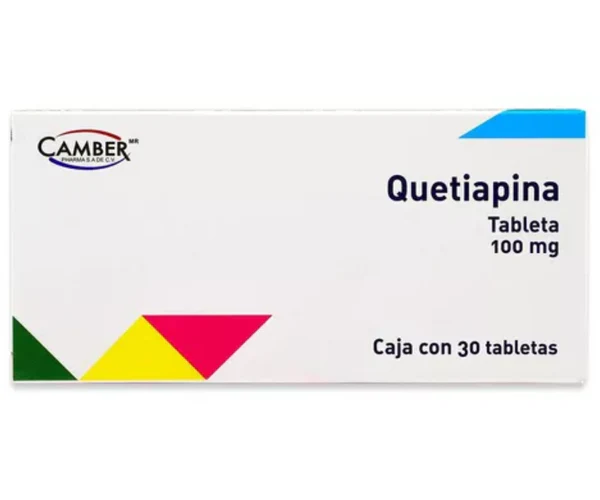 CAMBER MR
PHARMA S.A DE C.V.
Quetiapina
Tableta
100 mg
Caja con 30 tabletas